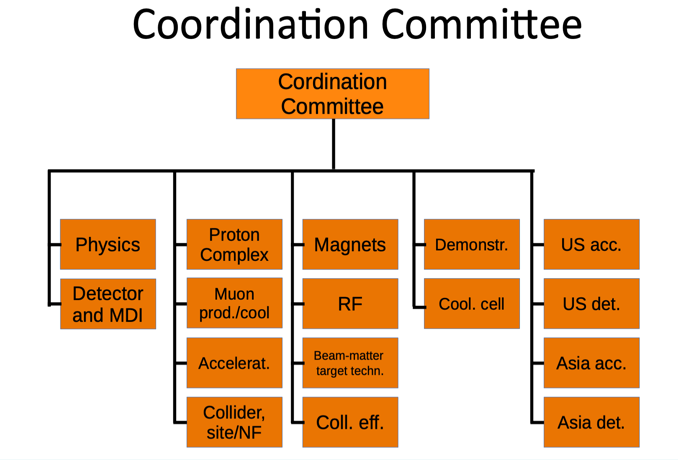 Coordination Committee
Cordination
Committee
Physics
Detector
and MDI
Proton
Complex
Muon
prod./cool
Accelerat.
Collider,
site/NF
Magnets
RF
Beam-matter
target techn.
Coll. eff.
Demonstr.
Cool. cell
US acc.
US det.
Asia acc.
Asia det.